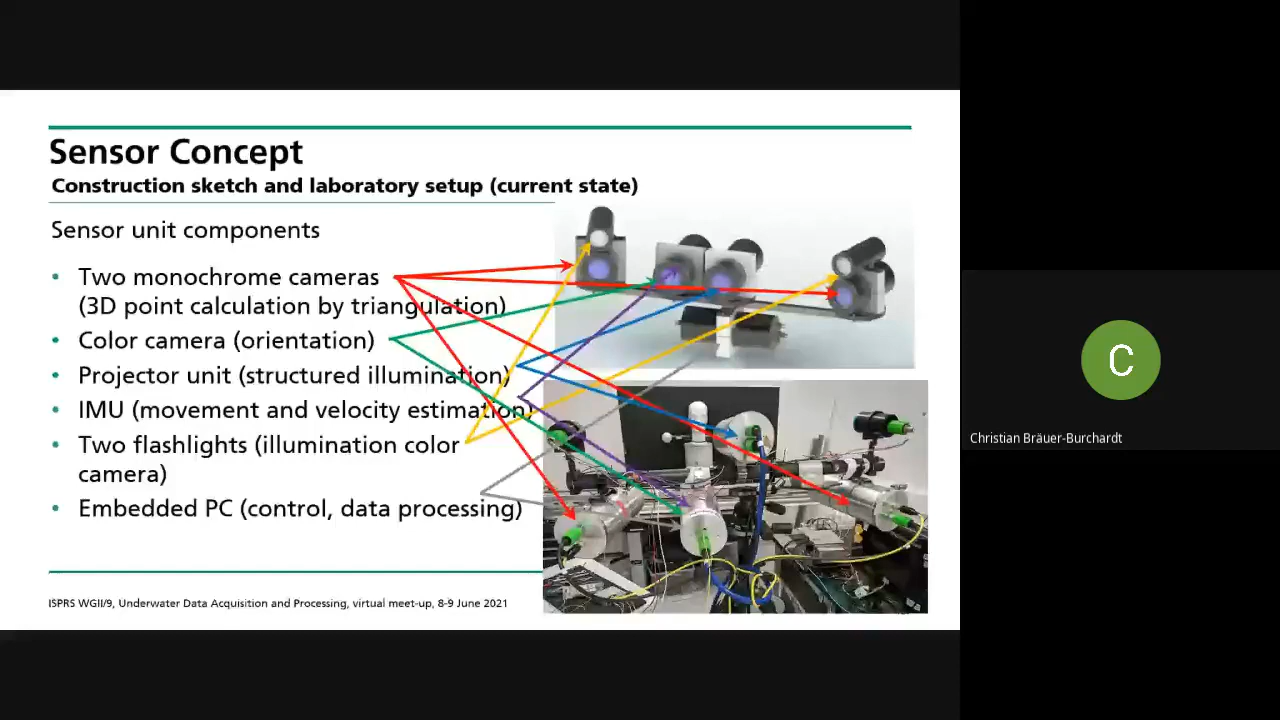 Sensor Concept
Construction sketch and laboratory setup (current state)
Sensor unit components
• Two monochrome cameras
(3D point calculation by triangulation)
• Color camera (orientation)
• Projector unit (structured illumination)
• IMU (movement and velocity estimation)
• Two flashlights (illumination color
camera)
• Embedded PC (control, data processing)
ISPRS WGII/9, Underwater Data Acquisition and Processing, virtual meet-up, 8-9 June 2021
C
Christian Bräuer-Burchardt